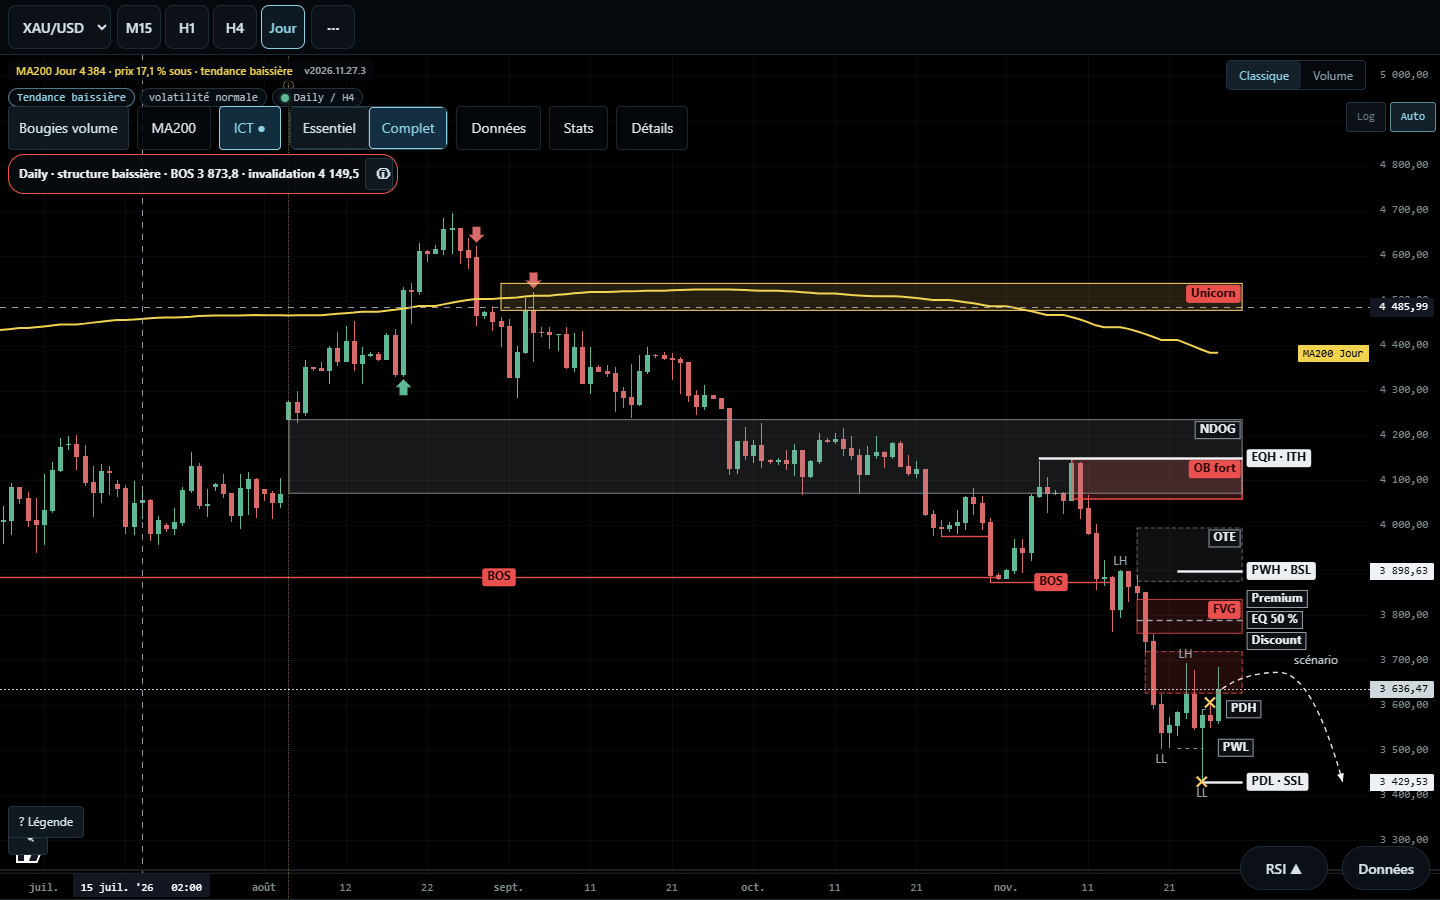 XAU/USD M15 H1 H4 Jour ---
MA200 Jour 4 384 · prix 17,1 % sous · tendance baissière v2026.11.27.3
Classique Volume
5 000,00
Tendance baissière volatilité normale Daily / H4
Log Auto
Bougies volume MA200 ICT Essentiel Complet Données Stats Détails
4 800,00
Daily · structure baissière · BOS 3 873,8 · invalidation 4 149,5
4 700,00
4 600,00
Unicorn
4 485,99
4 400,00
MA200 Jour
4 300,00
NDOG
4 200,00
EQH · ITH
OB fort
4 100,00
4 000,00
OTE
LH
PWH · BSL
3 898,63
BOS
BOS
Premium
FVG
3 800,00
EQ 50 %
Discount
LH
scénario
3 700,00
3 636,47
PDH
3 600,00
PWL
3 500,00
LL
PDL · SSL
3 429,53
LL
3 400,00
? Légende
3 300,00
RSI ▲ Données
juil. 15 juil. '26 02:00 août 12 22 sept. 11 21 oct. 11 21 nov. 11 21